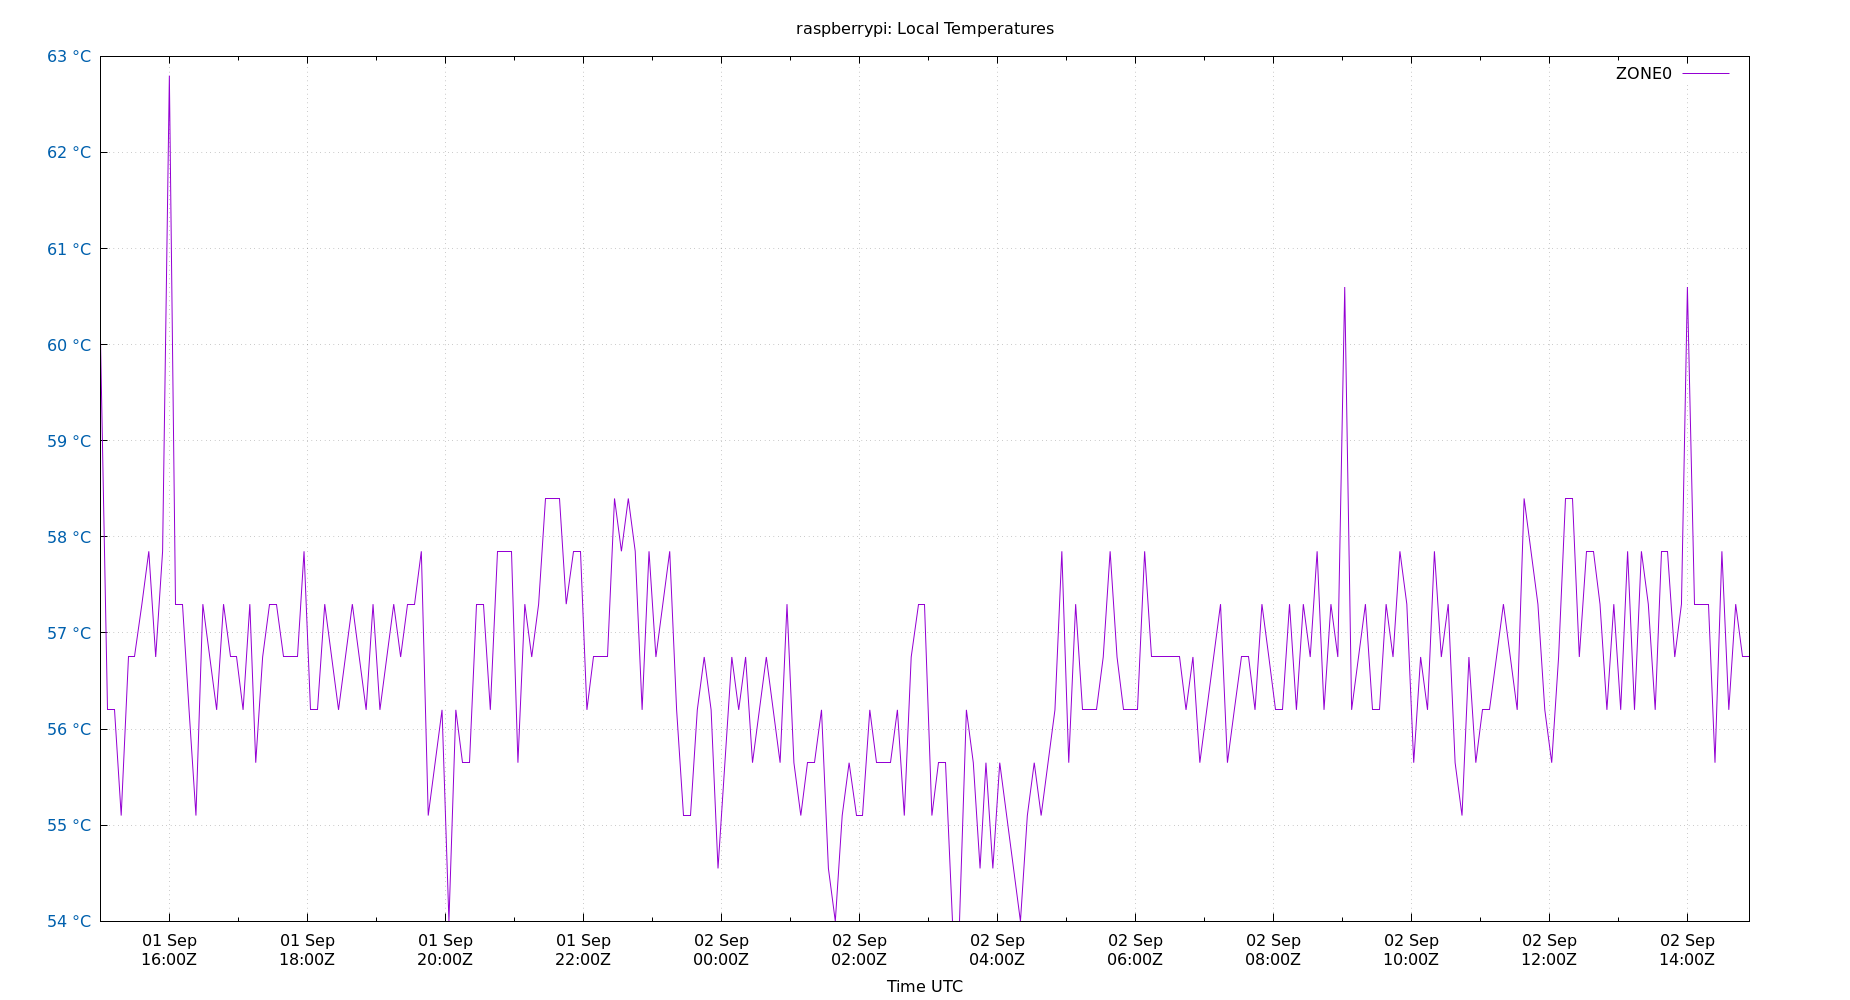 raspberrypi: Local Temperatures
63 °C
ZONE0
62 °C
61 °C
60 °C
59 °C
58 °C
57 °C
56 °C
55 °C
54 °C
01 Sep 01 Sep 01 Sep 01 Sep 02 Sep 02 Sep 02 Sep 02 Sep 02 Sep 02 Sep 02 Sep 02 Sep
16:00Z 18:00Z 20:00Z 22:00Z 00:00Z 02:00Z 04:00Z 06:00Z 08:00Z 10:00Z 12:00Z 14:00Z
Time UTC